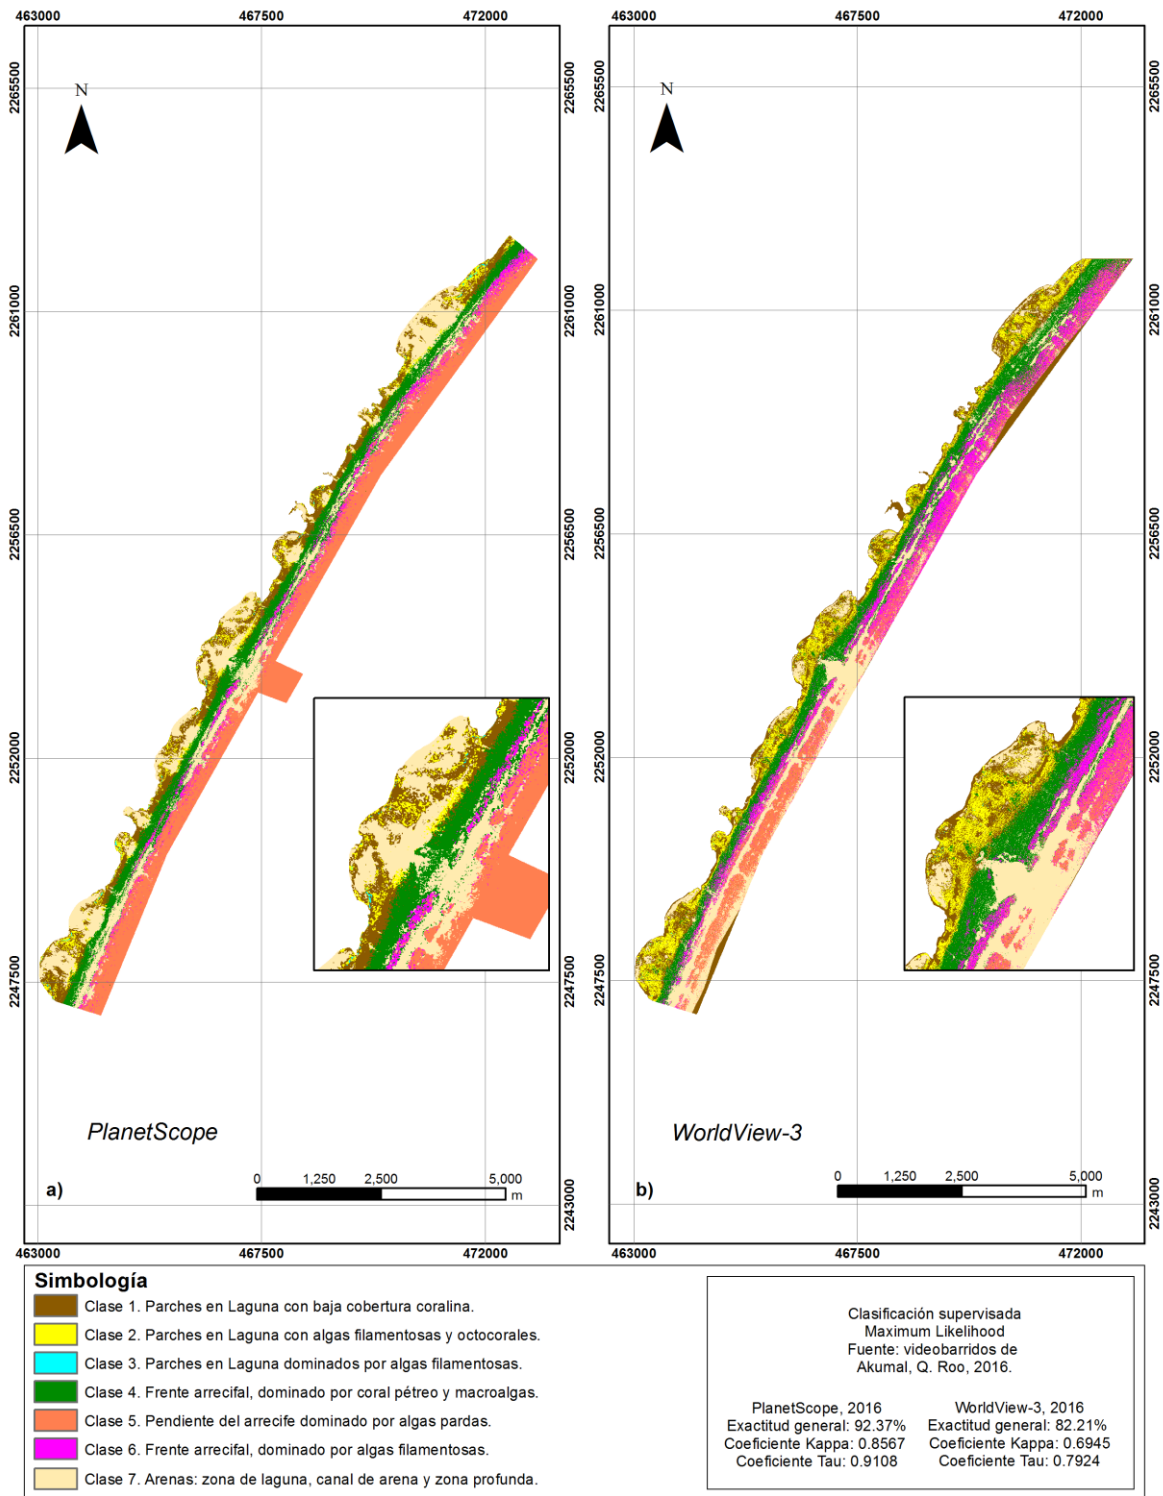 463000 467500 472000
463000 467500 472000
2265500 2265500 2265500 2265500
N
N
2261000 2261000 2261000 2261000
2256500 2256500 2256500 2256500
2252000 2252000 2252000 2252000
2247500 2247500 2247500 2247500
2243000 2243000 2243000 2243000
PlanetScope
a)
0 1,250 2,500 5,000
m
WorldView-3
b)
0 1,250 2,500 5,000
m
463000 467500 472000
463000 467500 472000
Simbología
Clase 1. Parches en Laguna con baja cobertura coralina.
Clase 2. Parches en Laguna con algas filamentosas y octocorales.
Clase 3. Parches en Laguna dominados por algas filamentosas.
Clase 4. Frente arrecifal, dominado por coral pétreo y macroalgas.
Clase 5. Pendiente del arrecife dominado por algas pardas.
Clase 6. Frente arrecifal, dominado por algas filamentosas.
Clase 7. Arenas: zona de laguna, canal de arena y zona profunda.
Clasificación supervisada
Maximum Likelihood
Fuente: videobarridos de
Akumal, Q. Roo, 2016.
PlanetScope, 2016
Exactitud general: 92.37%
Coeficiente Kappa: 0.8567
Coeficiente Tau: 0.9108
WorldView-3, 2016
Exactitud general: 82.21%
Coeficiente Kappa: 0.6945
Coeficiente Tau: 0.7924